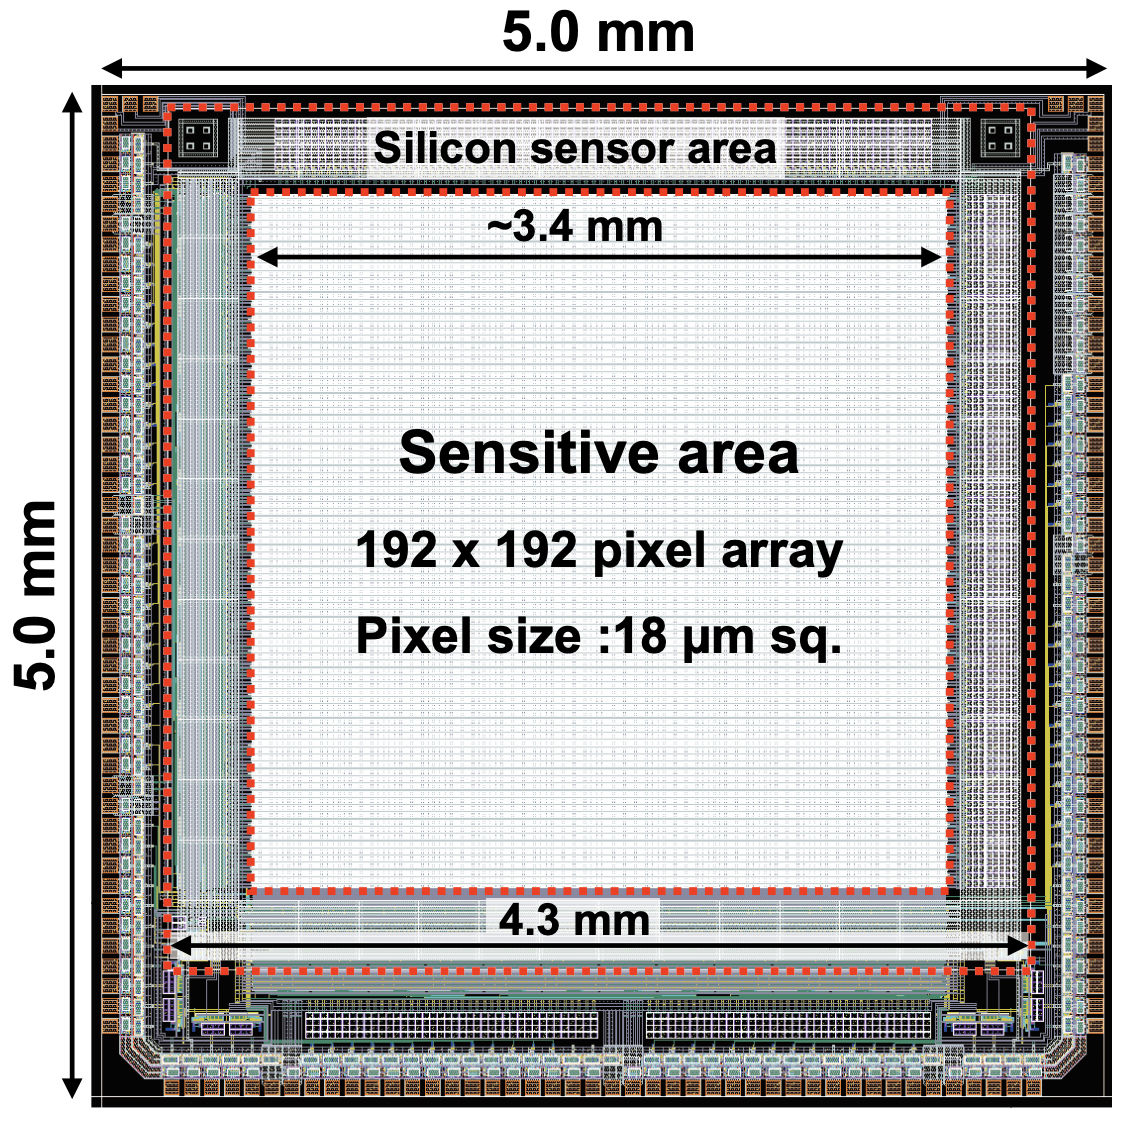 5.0 mm
Silicon sensor area
~3.4 mm
Sensitive area
192 x 192 pixel array
Pixel size :18 µm sq.
5.0 mm
4.3 mm